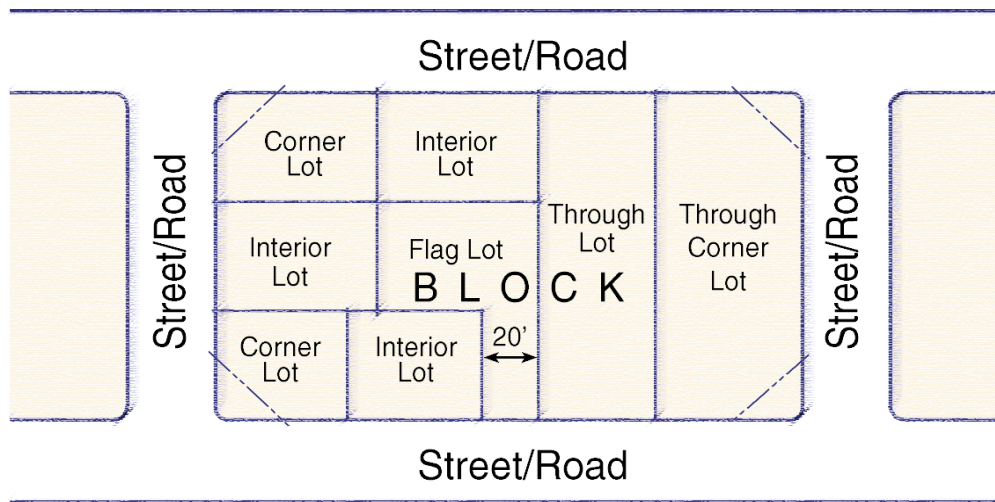 Street/Road
Corner
Lot
Interior
Lot
Through
Lot
Through
Corner
Lot
Street/Road
Street/Road
Interior
Lot
Flag Lot
BLOCK
Corner
Lot
Interior
Lot
20'
Street/Road